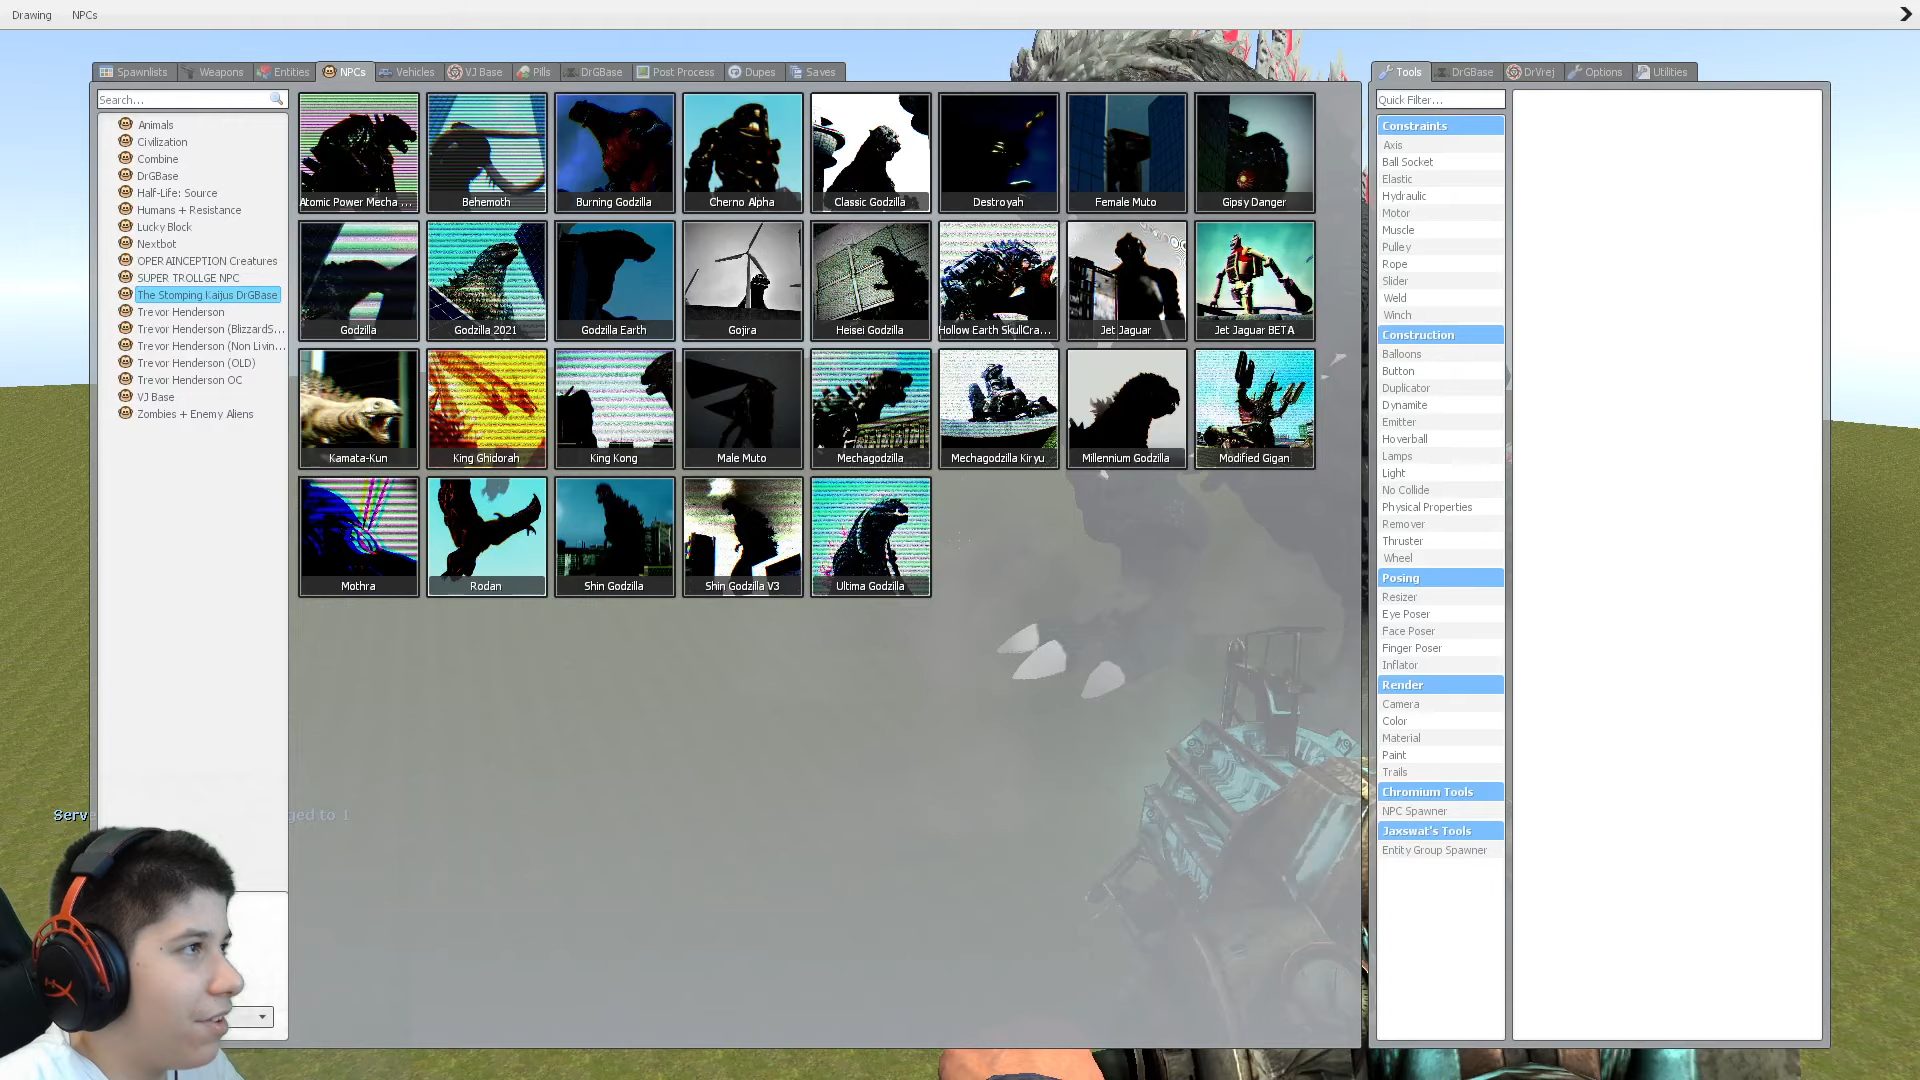 Drawing NPCs
Spawnlists Weapons Entities NPCs Vehicles VJ Base Pills DrGBase Post Process Dupes Saves
Search...
Animals
Civilization
Combine
DrGBase
Half-Life: Source
Humans + Resistance
Lucky Block
Nextbot
OPERAINCEPTION Creatures
SUPER TROLLGE NPC
The Stomping Kaijus DrGBase
Trevor Henderson
Trevor Henderson (BlizzardS...
Trevor Henderson (Non Livin...
Trevor Henderson (OLD)
Trevor Henderson OC
VJ Base
Zombies + Enemy Aliens
Atomic Power Mecha ... Behemoth Burning Godzilla Cherno Alpha Classic Godzilla Destroyah Female Muto Gipsy Danger
Godzilla Godzilla 2021 Godzilla Earth Gojira Heisei Godzilla Hollow Earth SkullCra... Jet Jaguar Jet Jaguar BETA
Kamata-Kun King Ghidorah King Kong Male Muto Mechagodzilla Mechagodzilla Kiryu Millennium Godzilla Modified Gigan
Mothra Rodan Shin Godzilla Shin Godzilla V3 Ultima Godzilla
Serve
ged to 1
Tools DrGBase DrVrej Options Utilities
Quick Filter...
Constraints
Axis
Ball Socket
Elastic
Hydraulic
Motor
Muscle
Pulley
Rope
Slider
Weld
Winch
Construction
Balloons
Button
Duplicator
Dynamite
Emitter
Hoverball
Lamps
Light
No Collide
Physical Properties
Remover
Thruster
Wheel
Posing
Resizer
Eye Poser
Face Poser
Finger Poser
Inflator
Render
Camera
Color
Material
Paint
Trails
Chromium Tools
NPC Spawner
Jaxswat's Tools
Entity Group Spawner